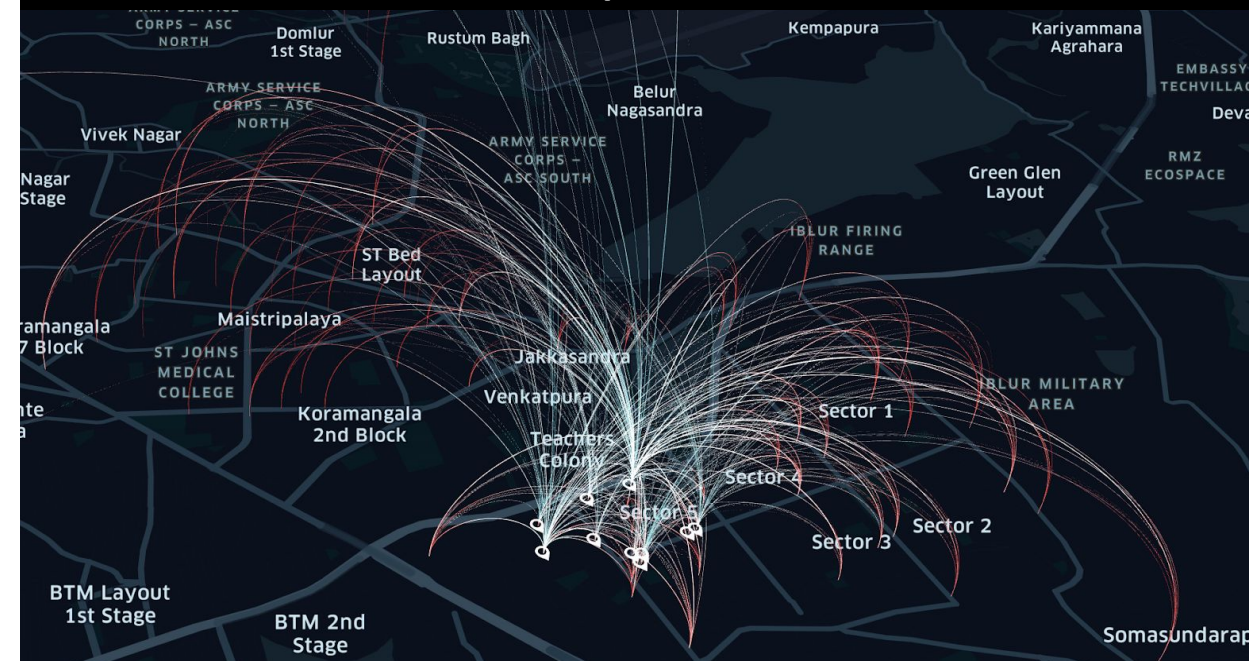 ARMY SERVICE
CORPS – ASC
NORTH
Domlur
1st Stage
Rustum Bagh
Kempapura
Kariyammana
Agrahara
EMBASSY
ARMY SERVICE
CORPS – ASC
NORTH
Belur
Nagasandra
Vivek Nagar
ARMY SERVICE
CORPS –
ASC SOUTH
RMZ
ECOSPACE
Green Glen
Layout
Nagar
Stage
IBLUR FIRING
RANGE
ST Bed
Layout
Maistripalaya
7 Block
ST JOHNS
MEDICAL
COLLEGE
Jakkasandra
Venkatpura
IBLUR MILITARY
AREA
Koramangala
2nd Block
Sector 1
Teachers
Colony
Sector 4
Sector 5
Sector 2
Sector 3
BTM Layout
1st Stage
BTM 2nd
Stage